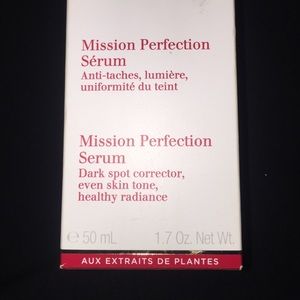 Mission Perfection
Sérum
Anti-taches, lumière,
uniformité du teint
Mission Perfection
Serum
Dark spot corrector,
even skin tone,
healthy radiance
℮ 50 mL 1.7 Oz. Net Wt.
AUX EXTRAITS DE PLANTES